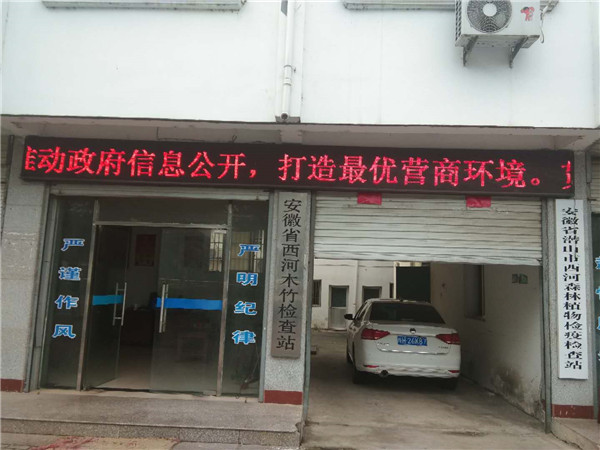 推动政府信息公开，打造最优营商环境。
严谨作风
严明纪律
安徽省西河木竹检查站
安徽省潜山市西河森林植物检疫检查站